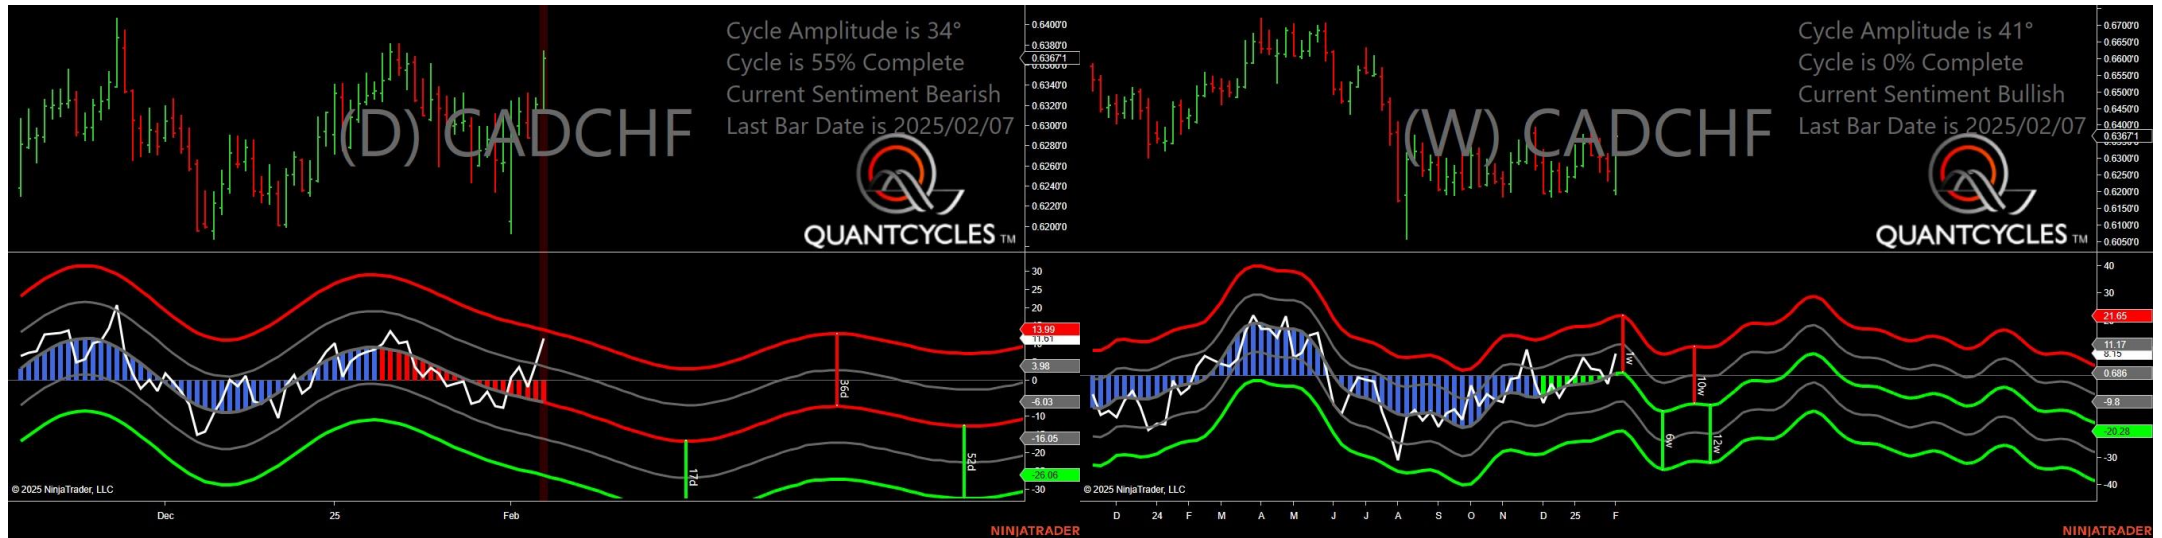 Cycle Amplitude is 34°
Cycle is 55% Complete
Current Sentiment Bearish
Last Bar Date is 2025/02/07
(D) CADCHF
QUANTCYCLES TM
0.6400'0
0.6380'0
0.6367'1
0.6340'0
0.6320'0
0.6300'0
0.6280'0
0.6260'0
0.6240'0
0.6220'0
0.6200'0
30
25
20
13.99
11.61
3.98
0
-6.03
-10
-16.05
-20
-26.06
-30
36d
17d
52d
© 2025 NinjaTrader, LLC
Dec
25
Feb
NINJATRADER
Cycle Amplitude is 41°
Cycle is 0% Complete
Current Sentiment Bullish
Last Bar Date is 2025/02/07
(W) CADCHF
QUANTCYCLES TM
0.6700'0
0.6650'0
0.6600'0
0.6550'0
0.6500'0
0.6450'0
0.6400'0
0.6367'1
0.6300'0
0.6250'0
0.6200'0
0.6150'0
0.6100'0
0.6050'0
40
30
21.65
11.17
8.15
0.686
-9.8
-20.28
-30
-40
1w
10w
6w
12w
© 2025 NinjaTrader, LLC
D
24
F
M
A
M
J
J
A
S
O
N
D
25
F
NINJATRADER